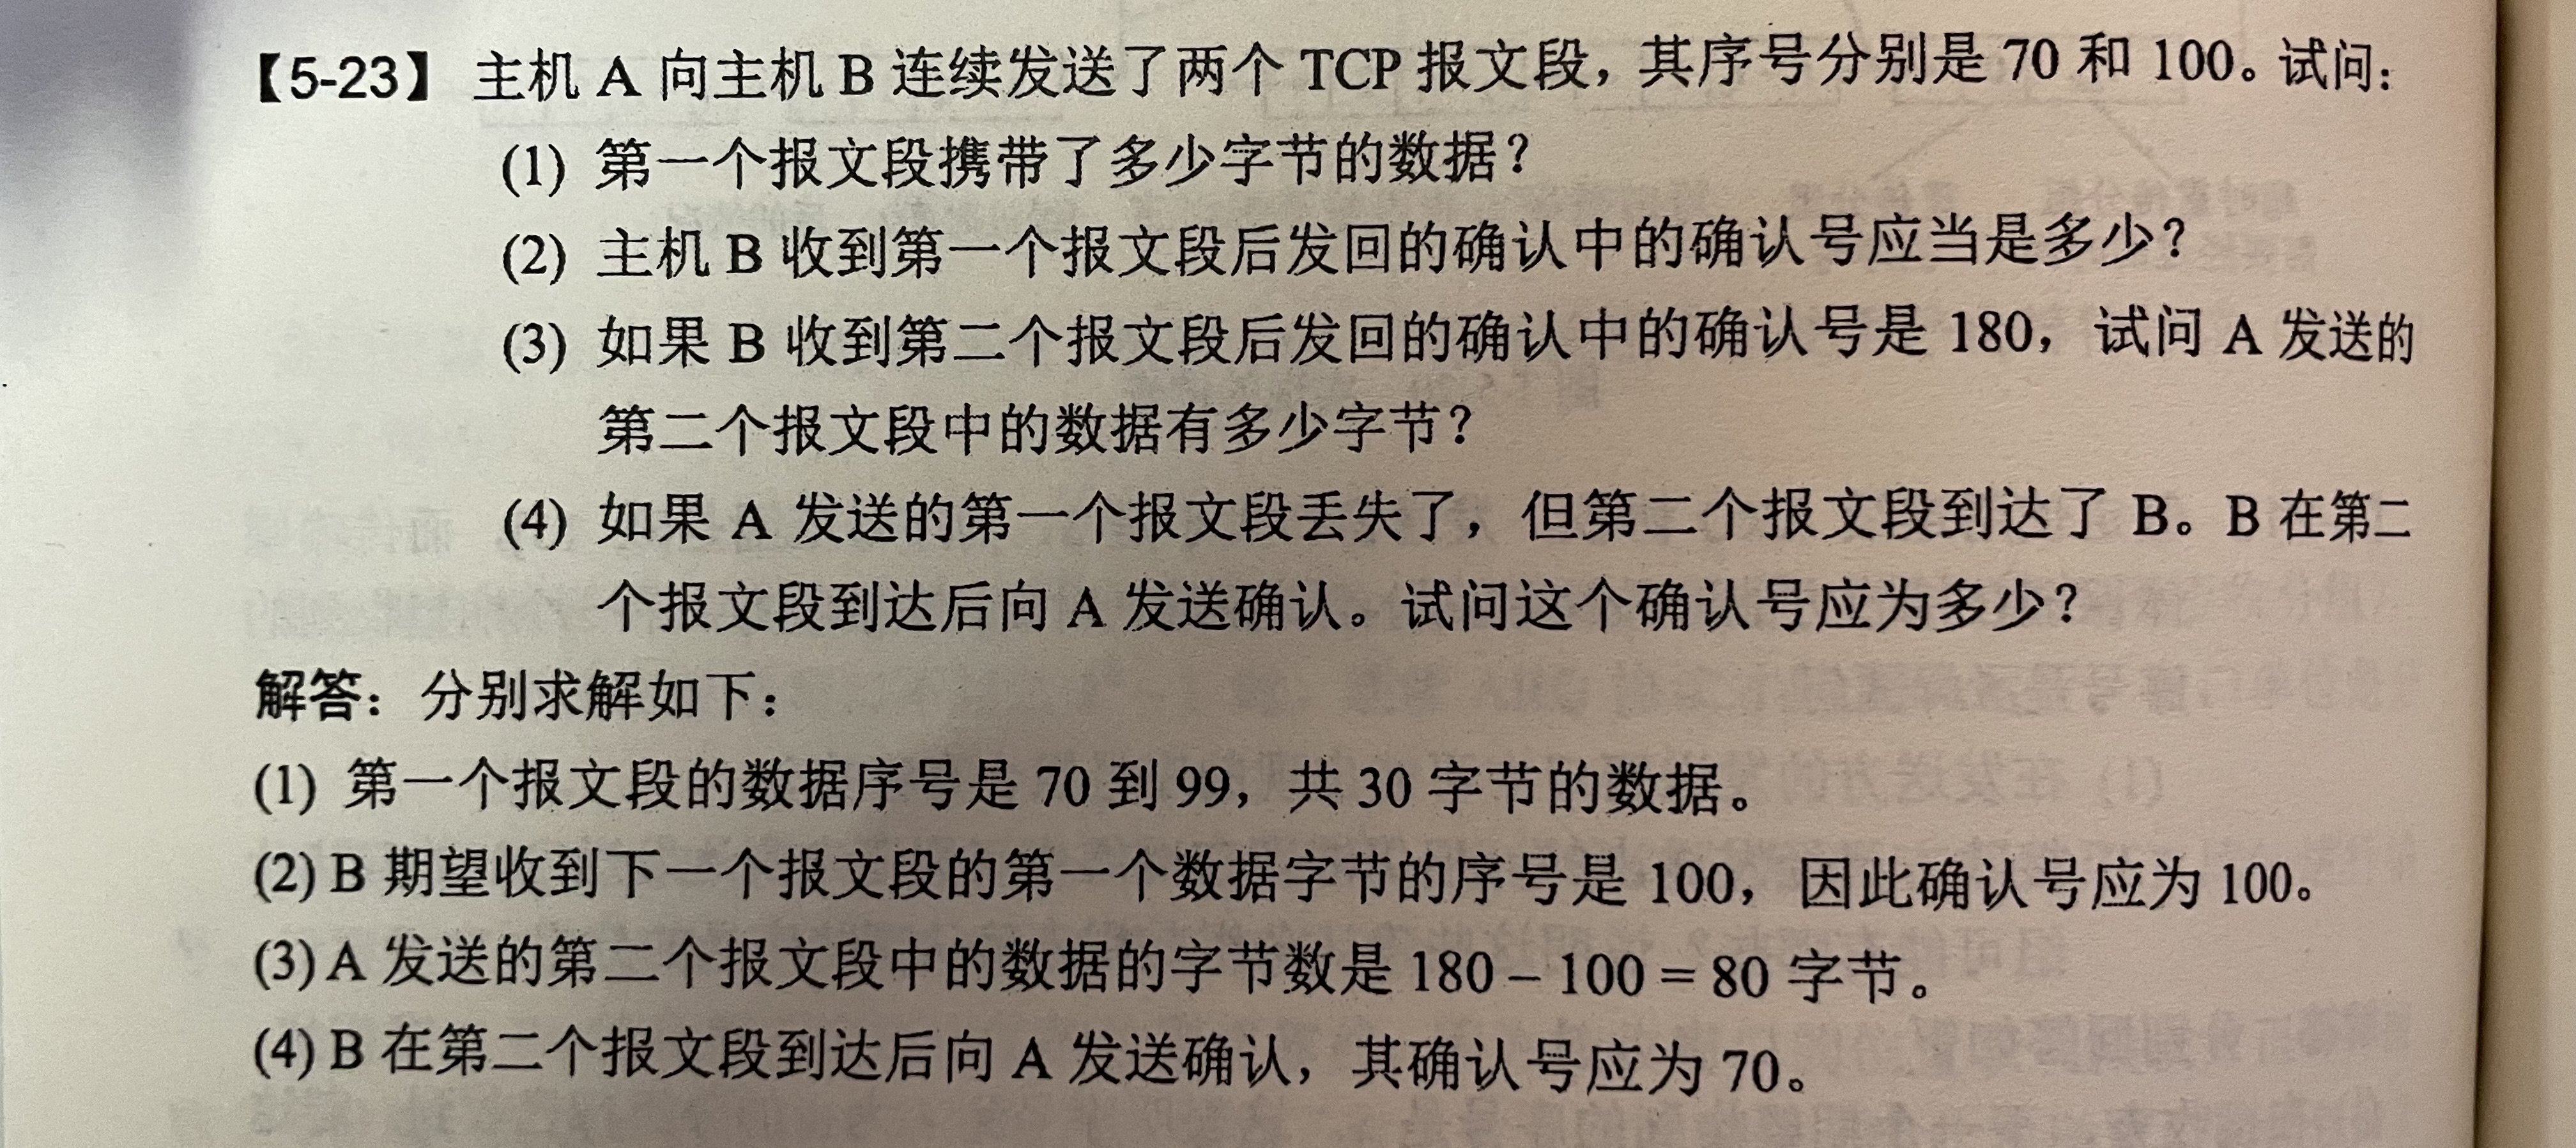 【5-23】 主机 A 向主机 B 连续发送了两个 TCP 报文段，其序号分别是 70 和 100。试问：
(1) 第一个报文段携带了多少字节的数据？
(2) 主机 B 收到第一个报文段后发回的确认中的确认号应当是多少？
(3) 如果 B 收到第二个报文段后发回的确认中的确认号是 180，试问 A 发送的
第二个报文段中的数据有多少字节？
(4) 如果 A 发送的第一个报文段丢失了，但第二个报文段到达了 B。B 在第二
个报文段到达后向 A 发送确认。试问这个确认号应为多少？
解答：分别求解如下：
(1) 第一个报文段的数据序号是 70 到 99，共 30 字节的数据。
(2) B 期望收到下一个报文段的第一个数据字节的序号是 100，因此确认号应为 100。
(3) A 发送的第二个报文段中的数据的字节数是 180 – 100 = 80 字节。
(4) B 在第二个报文段到达后向 A 发送确认，其确认号应为 70。